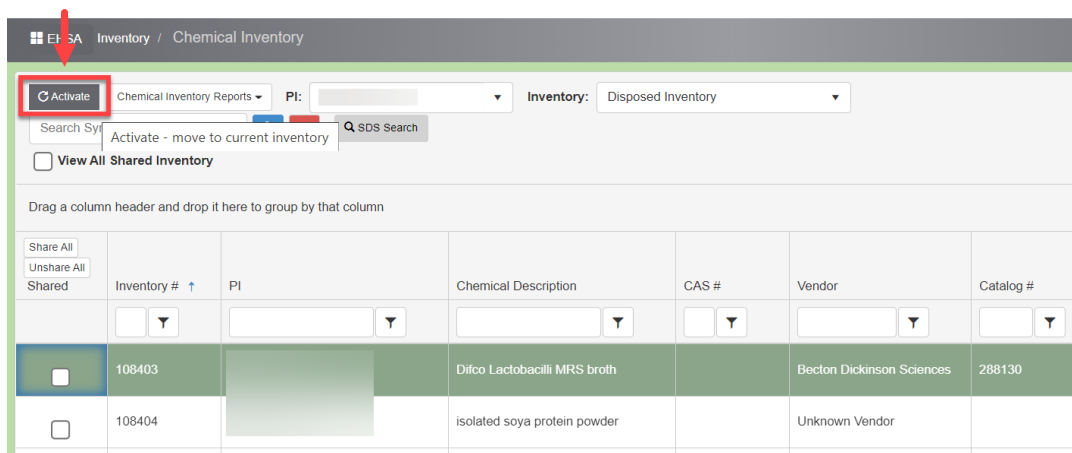 EHSA Inventory / Chemical Inventory
Activate Chemical Inventory Reports PI: Inventory: Disposed Inventory
Search Syn SDS Search
Activate - move to current inventory
View All Shared Inventory
Drag a column header and drop it here to group by that column
Share All
Unshare All
Shared Inventory # ↑ PI Chemical Description CAS # Vendor Catalog #
108403 Difco Lactobacilli MRS broth Becton Dickinson Sciences 288130
108404 isolated soya protein powder Unknown Vendor